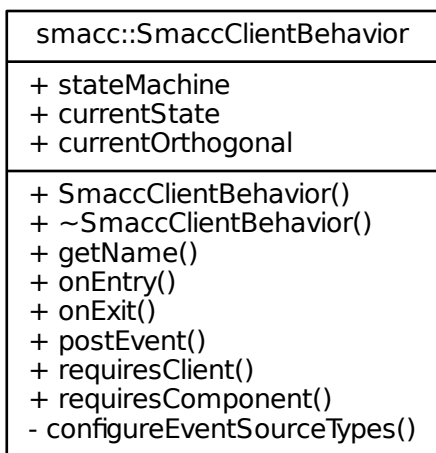 smacc::SmaccClientBehavior
+ stateMachine
+ currentState
+ currentOrthogonal
+ SmaccClientBehavior()
+ ~SmaccClientBehavior()
+ getName()
+ onEntry()
+ onExit()
+ postEvent()
+ requiresClient()
+ requiresComponent()
- configureEventSourceTypes()